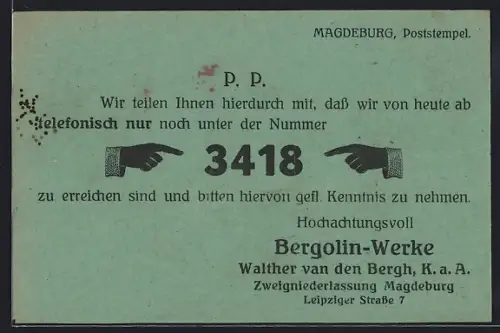 MAGDEBURG, Poststempel.
P. P.
Wir teilen Ihnen hierdurch mit, daß wir von heute ab
telefonisch nur noch unter der Nummer
3418
zu erreichen sind und bitten hiervon gefl. Kenntnis zu nehmen.
Hochachtungsvoll
Bergolin-Werke
Walther van den Bergh, K. a. A.
Zweigniederlassung Magdeburg
Leipziger Straße 7